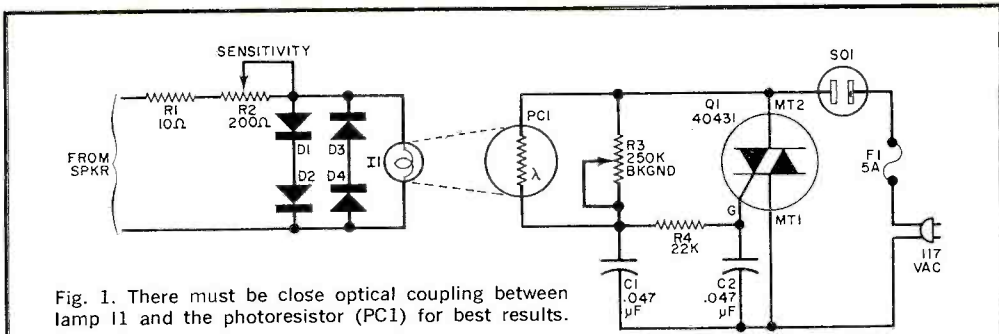 SENSITIVITY
R1
10Ω
R2
200Ω
D1
D3
D2
D4
FROM
SPKR
I1
PC1
λ
R3
250K
BKGND
Q1
40431
MT2
SO1
F1
5A
G
MT1
R4
22K
C1
.047
µF
C2
.047
µF
117
VAC
Fig. 1. There must be close optical coupling between
lamp I1 and the photoresistor (PC1) for best results.